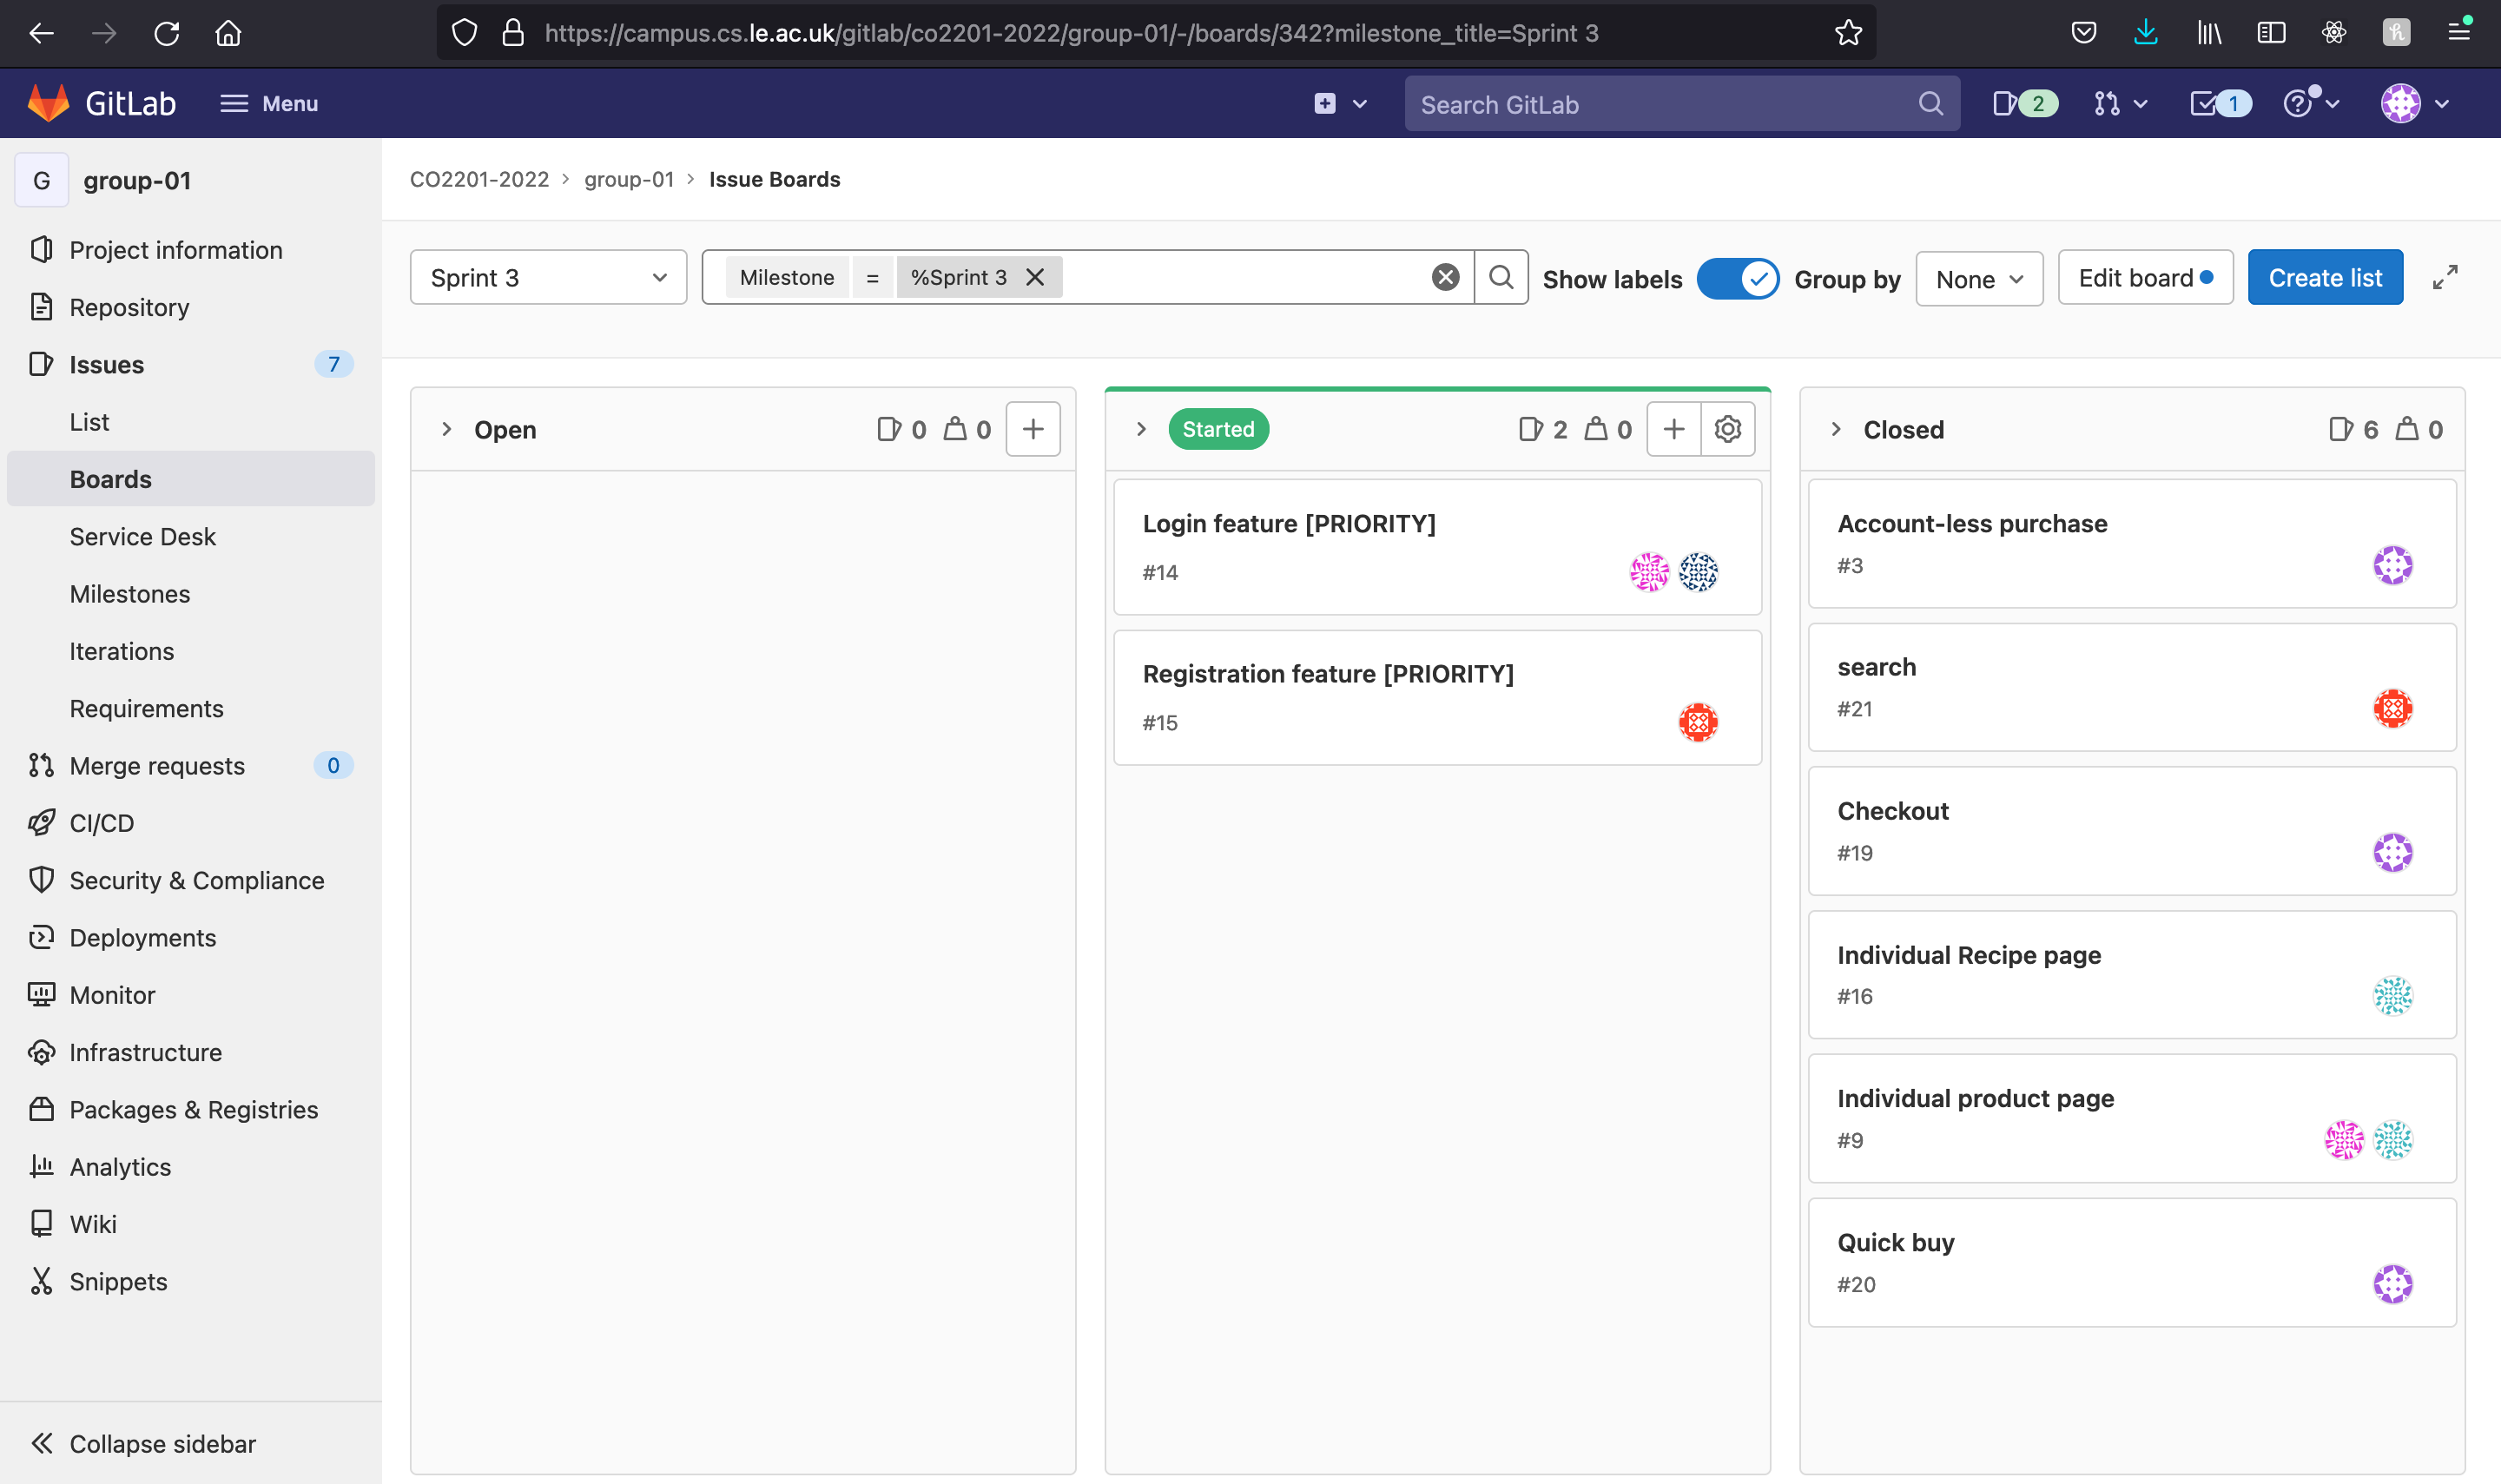 https://campus.cs.le.ac.uk/gitlab/co2201-2022/group-01/-/boards/342?milestone_title=Sprint 3
GitLab
Menu
Search GitLab
2
1
G
group-01
Project information
Repository
Issues
7
List
Boards
Service Desk
Milestones
Iterations
Requirements
Merge requests
0
CI/CD
Security & Compliance
Deployments
Monitor
Infrastructure
Packages & Registries
Analytics
Wiki
Snippets
Collapse sidebar
CO2201-2022 > group-01 > Issue Boards
Sprint 3
Milestone = %Sprint 3
Show labels
Group by
None
Edit board
Create list
Open
0 0
Started
2 0
Login feature [PRIORITY]
#14
Registration feature [PRIORITY]
#15
Closed
6 0
Account-less purchase
#3
search
#21
Checkout
#19
Individual Recipe page
#16
Individual product page
#9
Quick buy
#20